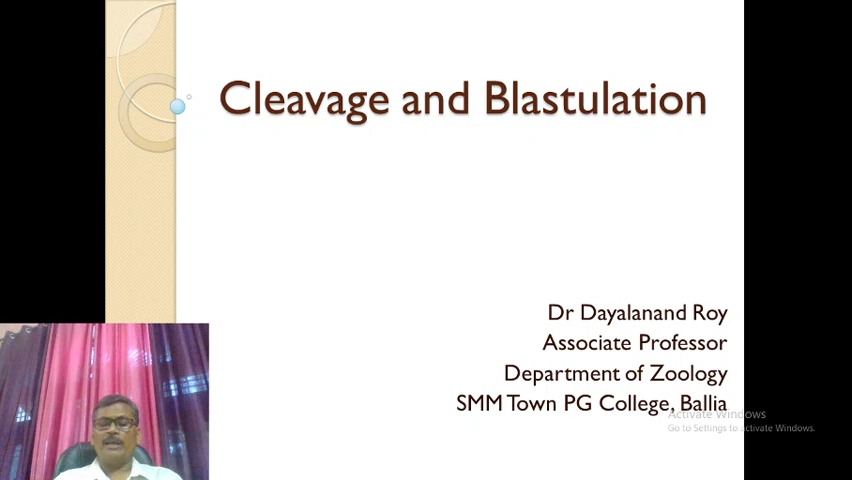 Cleavage and Blastulation
Dr Dayalanand Roy
Associate Professor
Department of Zoology
SMM Town PG College, Ballia
Activate Windows
Go to Settings to activate Windows.